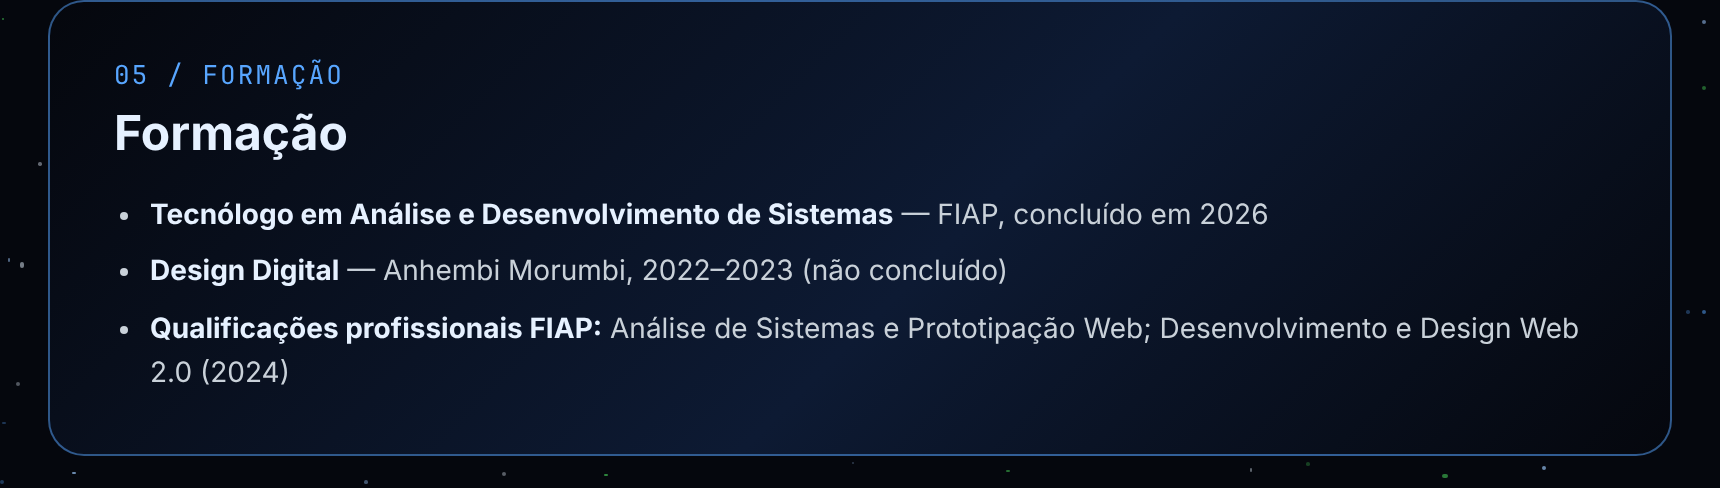 05 / FORMAÇÃO
Formação
• Tecnólogo em Análise e Desenvolvimento de Sistemas — FIAP, concluído em 2026
• Design Digital — Anhembi Morumbi, 2022–2023 (não concluído)
• Qualificações profissionais FIAP: Análise de Sistemas e Prototipação Web; Desenvolvimento e Design Web
2.0 (2024)